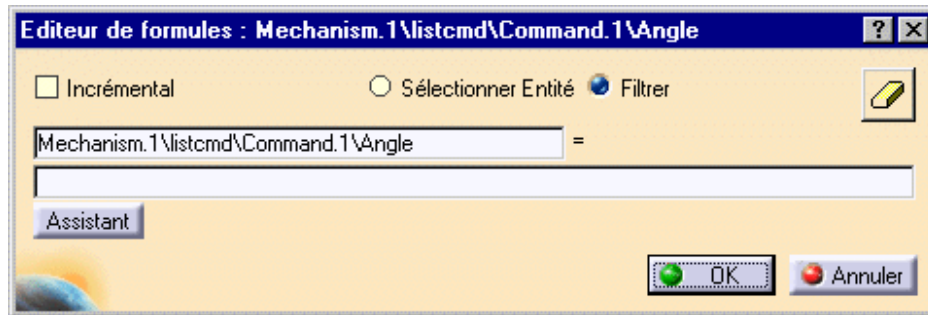 Editeur de formules : Mechanism.1\listcmd\Command.1\Angle ? X
Incrémental Sélectionner Entité Filtrer
Mechanism.1\listcmd\Command.1\Angle =
Assistant
OK Annuler